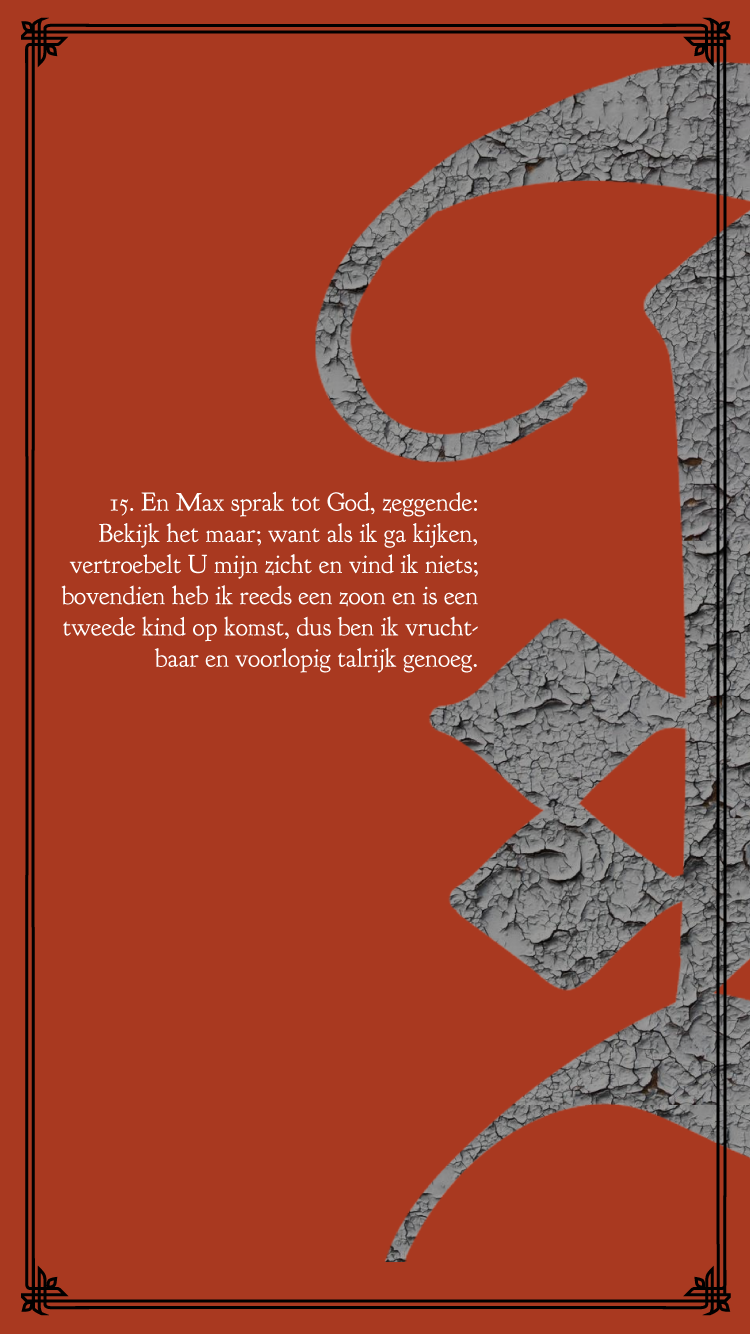 15. En Max sprak tot God, zeggende:
Bekijk het maar; want als ik ga kijken,
vertroebelt U mijn zicht en vind ik niets;
bovendien heb ik reeds een zoon en is een
tweede kind op komst, dus ben ik vrucht-
baar en voorlopig talrijk genoeg.